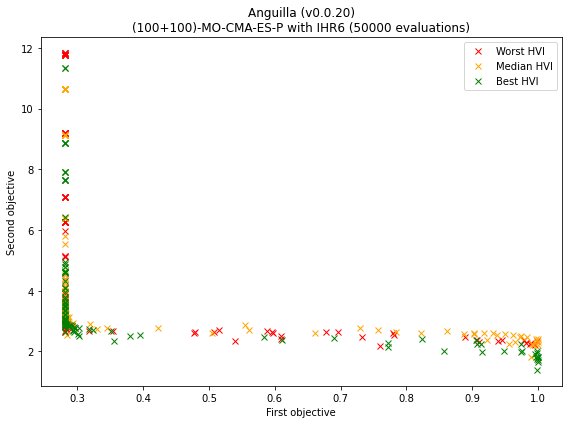 Anguilla (v0.0.20)
(100+100)-MO-CMA-ES-P with IHR6 (50000 evaluations)
Worst HVI
Median HVI
Best HVI
Second objective
12
10
8
6
4
2
0.3 0.4 0.5 0.6 0.7 0.8 0.9 1.0
First objective